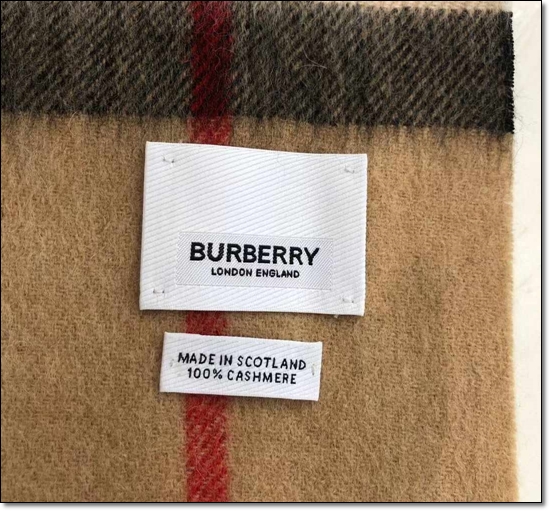 BURBERRY
LONDON ENGLAND
MADE IN SCOTLAND
100% CASHMERE